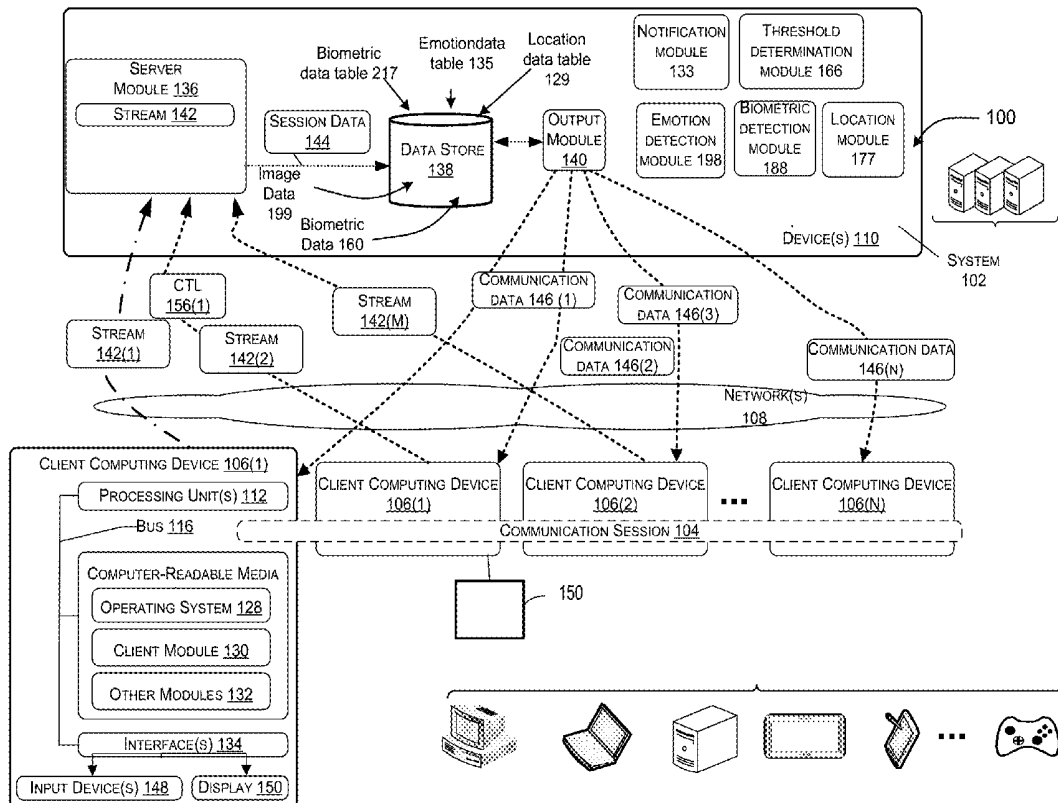 NOTIFICATION
MODULE
133
THRESHOLD
DETERMINATION
MODULE 166
Biometric
data table 217
Emotiondata
table 135
Location
data table
129
SERVER
MODULE 136
STREAM 142
SESSION DATA
144
DATA STORE
138
OUTPUT
MODULE
140
EMOTION
DETECTION
MODULE 198
BIOMETRIC
DETECTION
MODULE
188
LOCATION
MODULE
177
100
Image
Data
199
Biometric
Data 160
DEVICE(S) 110
SYSTEM
102
CTL
156(1)
STREAM
142(1)
STREAM
142(2)
STREAM
142(M)
COMMUNICATION
DATA 146 (1)
COMMUNICATION
DATA 146(3)
COMMUNICATION
DATA 146(2)
COMMUNICATION DATA
146(N)
NETWORK(S)
108
CLIENT COMPUTING DEVICE 106(1)
PROCESSING UNIT(S) 112
BUS 116
COMPUTER-READABLE MEDIA
OPERATING SYSTEM 128
CLIENT MODULE 130
OTHER MODULES 132
INTERFACE(S) 134
INPUT DEVICE(S) 148
DISPLAY 150
CLIENT COMPUTING DEVICE
106(1)
CLIENT COMPUTING DEVICE
106(2)
CLIENT COMPUTING DEVICE
106(N)
COMMUNICATION SESSION 104
150